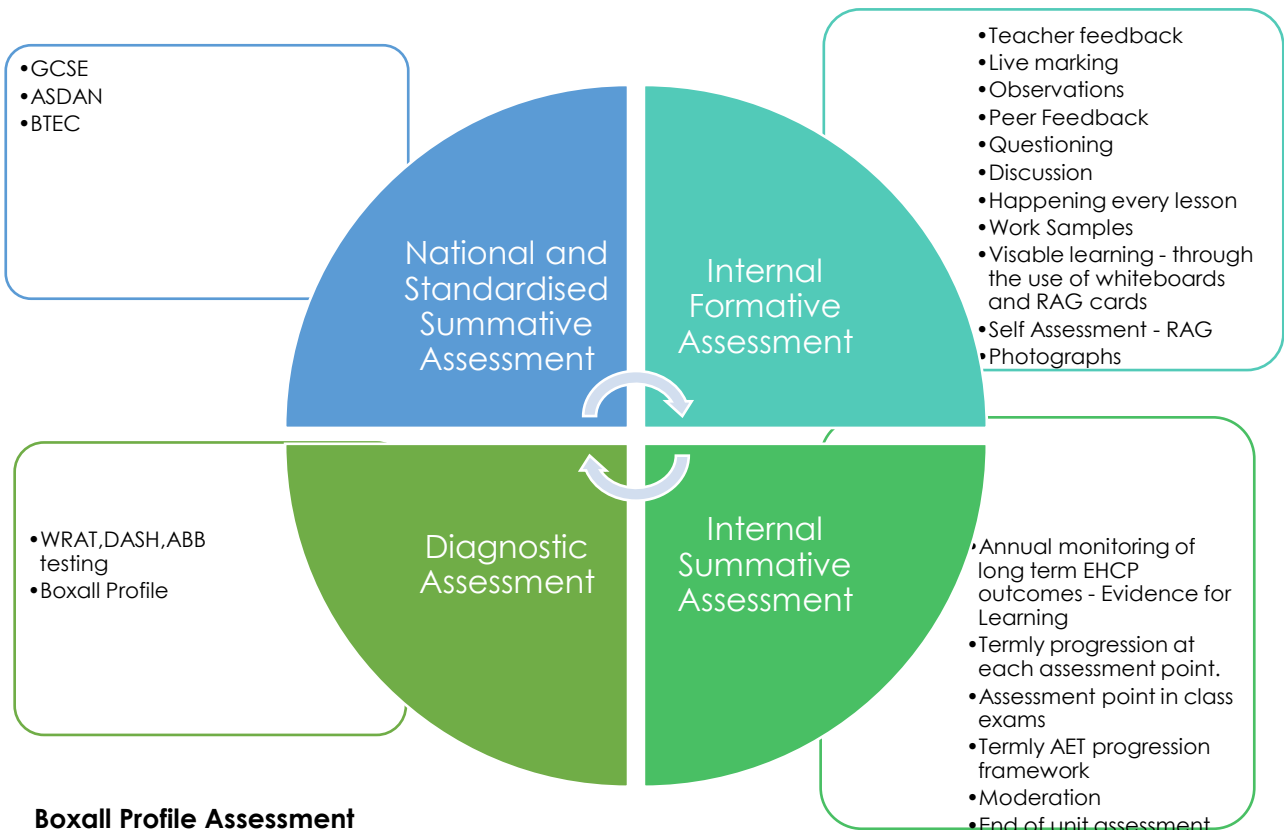 •GCSE
•ASDAN
•BTEC
•Teacher feedback
•Live marking
•Observations
•Peer Feedback
•Questioning
•Discussion
•Happening every lesson
•Work Samples
•Visable learning - through
the use of whiteboards
and RAG cards
•Self Assessment - RAG
•Photographs
National and
Standardised
Summative
Assessment
Internal
Formative
Assessment
•WRAT,DASH,ABB
testing
•Boxall Profile
Diagnostic
Assessment
Internal
Summative
Assessment
•Annual monitoring of
long term EHCP
outcomes - Evidence for
Learning
•Termly progression at
each assessment point.
•Assessment point in class
exams
•Termly AET progression
framework
•Moderation
•End of unit assessment
Boxall Profile Assessment